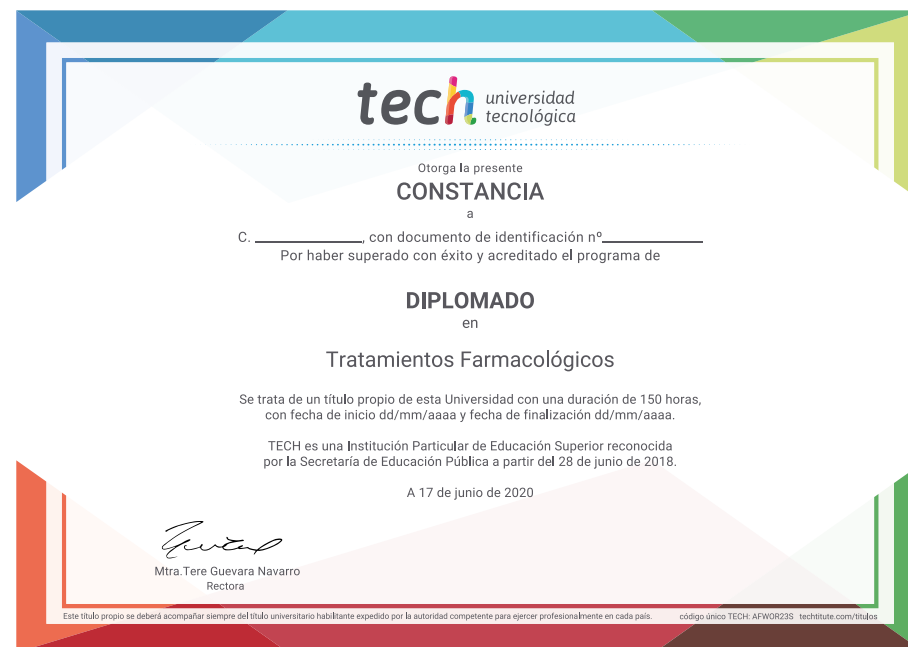 tech universidad
tecnológica
Otorga la presente
CONSTANCIA
a
C. ____________, con documento de identificación nº____________
Por haber superado con éxito y acreditado el programa de
DIPLOMADO
en
Tratamientos Farmacológicos
Se trata de un título propio de esta Universidad con una duración de 150 horas,
con fecha de inicio dd/mm/aaaa y fecha de finalización dd/mm/aaaa.
TECH es una Institución Particular de Educación Superior reconocida
por la Secretaría de Educación Pública a partir del 28 de junio de 2018.
A 17 de junio de 2020
Mtra.Tere Guevara Navarro
Rectora
Este título propio se deberá acompañar siempre del título universitario habilitante expedido por la autoridad competente para ejercer profesionalmente en cada país. código único TECH: AFWOR23S techtitute.com/titulos